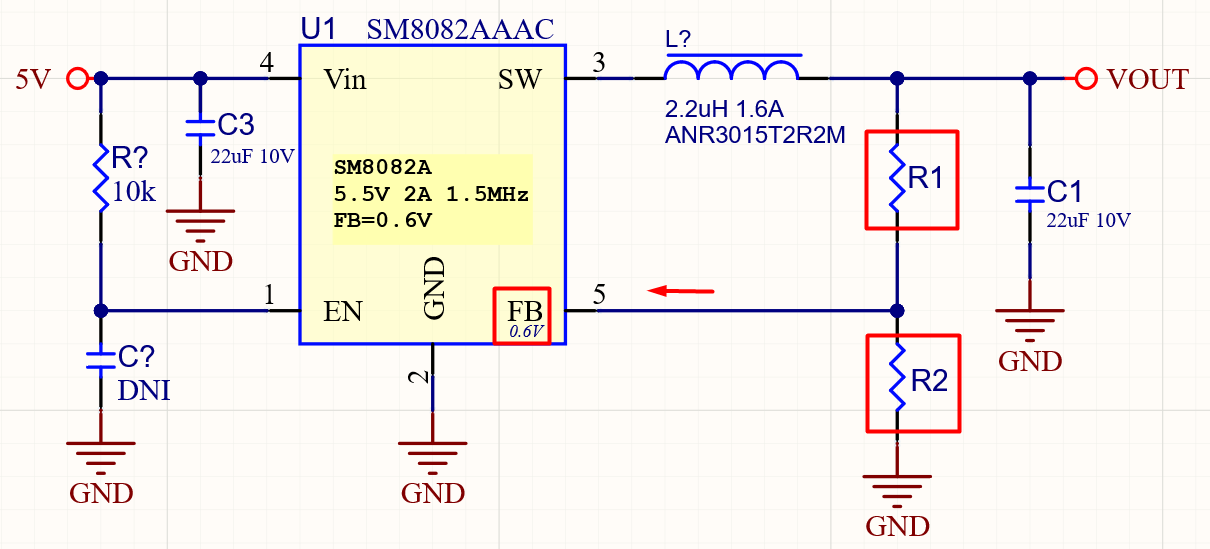 U1 SM8082AAAC
L?
5V
4
Vin
SW
3
VOUT
2.2uH 1.6A
ANR3015T2R2M
C3
22uF 10V
R?
10k
SM8082A
5.5V 2A 1.5MHz
FB=0.6V
R1
C1
22uF 10V
GND
GND
1
EN
FB
0.6V
5
GND
C?
DNI
2
R2
GND
GND
GND